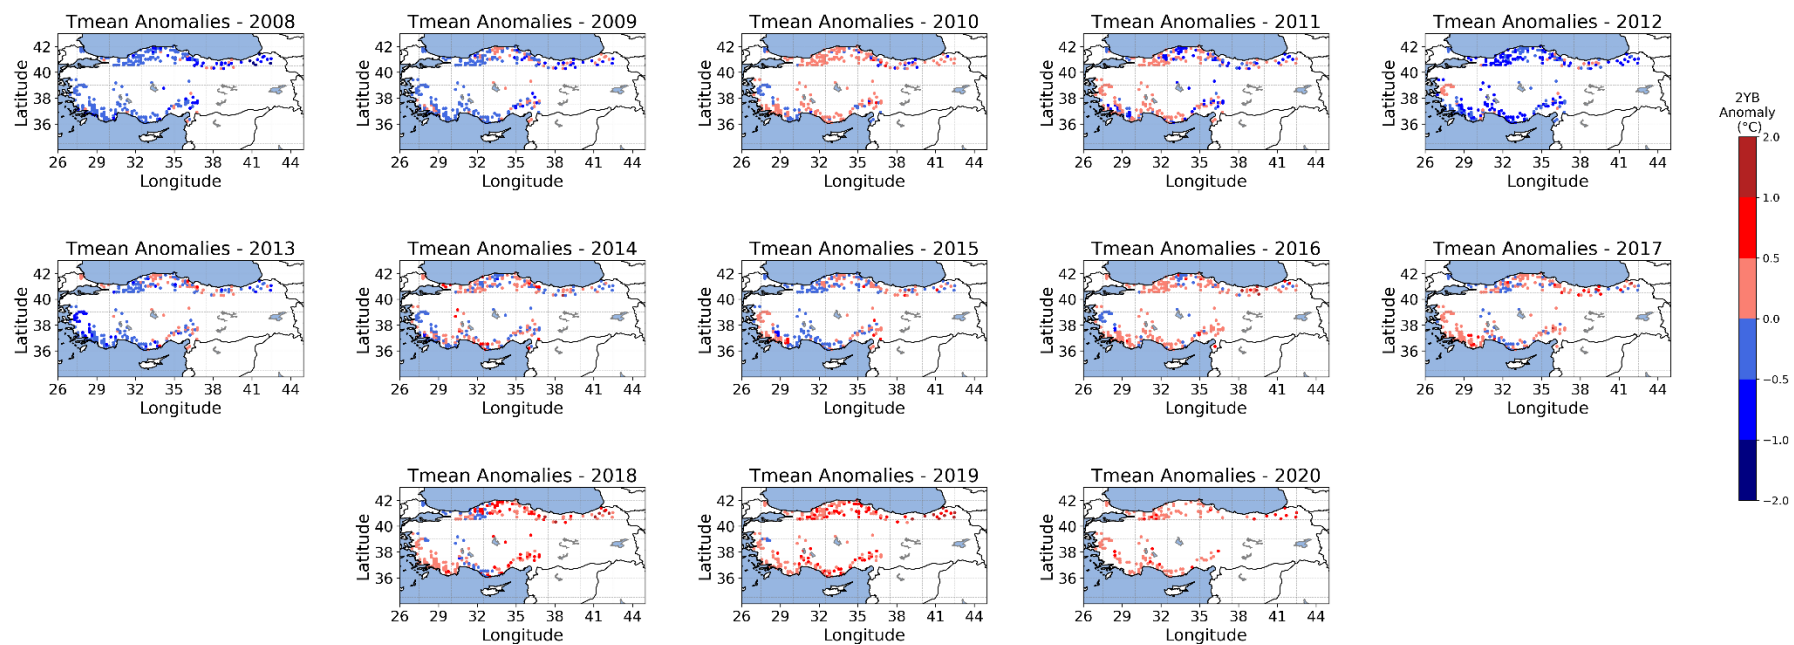 Tmean Anomalies - 2008
Tmean Anomalies - 2009
Tmean Anomalies - 2010
Tmean Anomalies - 2011
Tmean Anomalies - 2012
42
40
38
36
Latitude
26 29 32 35 38 41 44
Longitude
42
40
38
36
Latitude
26 29 32 35 38 41 44
Longitude
42
40
38
36
Latitude
26 29 32 35 38 41 44
Longitude
42
40
38
36
Latitude
26 29 32 35 38 41 44
Longitude
42
40
38
36
Latitude
26 29 32 35 38 41 44
Longitude
2YB
Anomaly
(°C)
2.0
1.0
0.5
0.0
−0.5
−1.0
−2.0
Tmean Anomalies - 2013
Tmean Anomalies - 2014
Tmean Anomalies - 2015
Tmean Anomalies - 2016
Tmean Anomalies - 2017
42
40
38
36
Latitude
26 29 32 35 38 41 44
Longitude
42
40
38
36
Latitude
26 29 32 35 38 41 44
Longitude
42
40
38
36
Latitude
26 29 32 35 38 41 44
Longitude
42
40
38
36
Latitude
26 29 32 35 38 41 44
Longitude
42
40
38
36
Latitude
26 29 32 35 38 41 44
Longitude
Tmean Anomalies - 2018
Tmean Anomalies - 2019
Tmean Anomalies - 2020
42
40
38
36
Latitude
26 29 32 35 38 41 44
Longitude
42
40
38
36
Latitude
26 29 32 35 38 41 44
Longitude
42
40
38
36
Latitude
26 29 32 35 38 41 44
Longitude